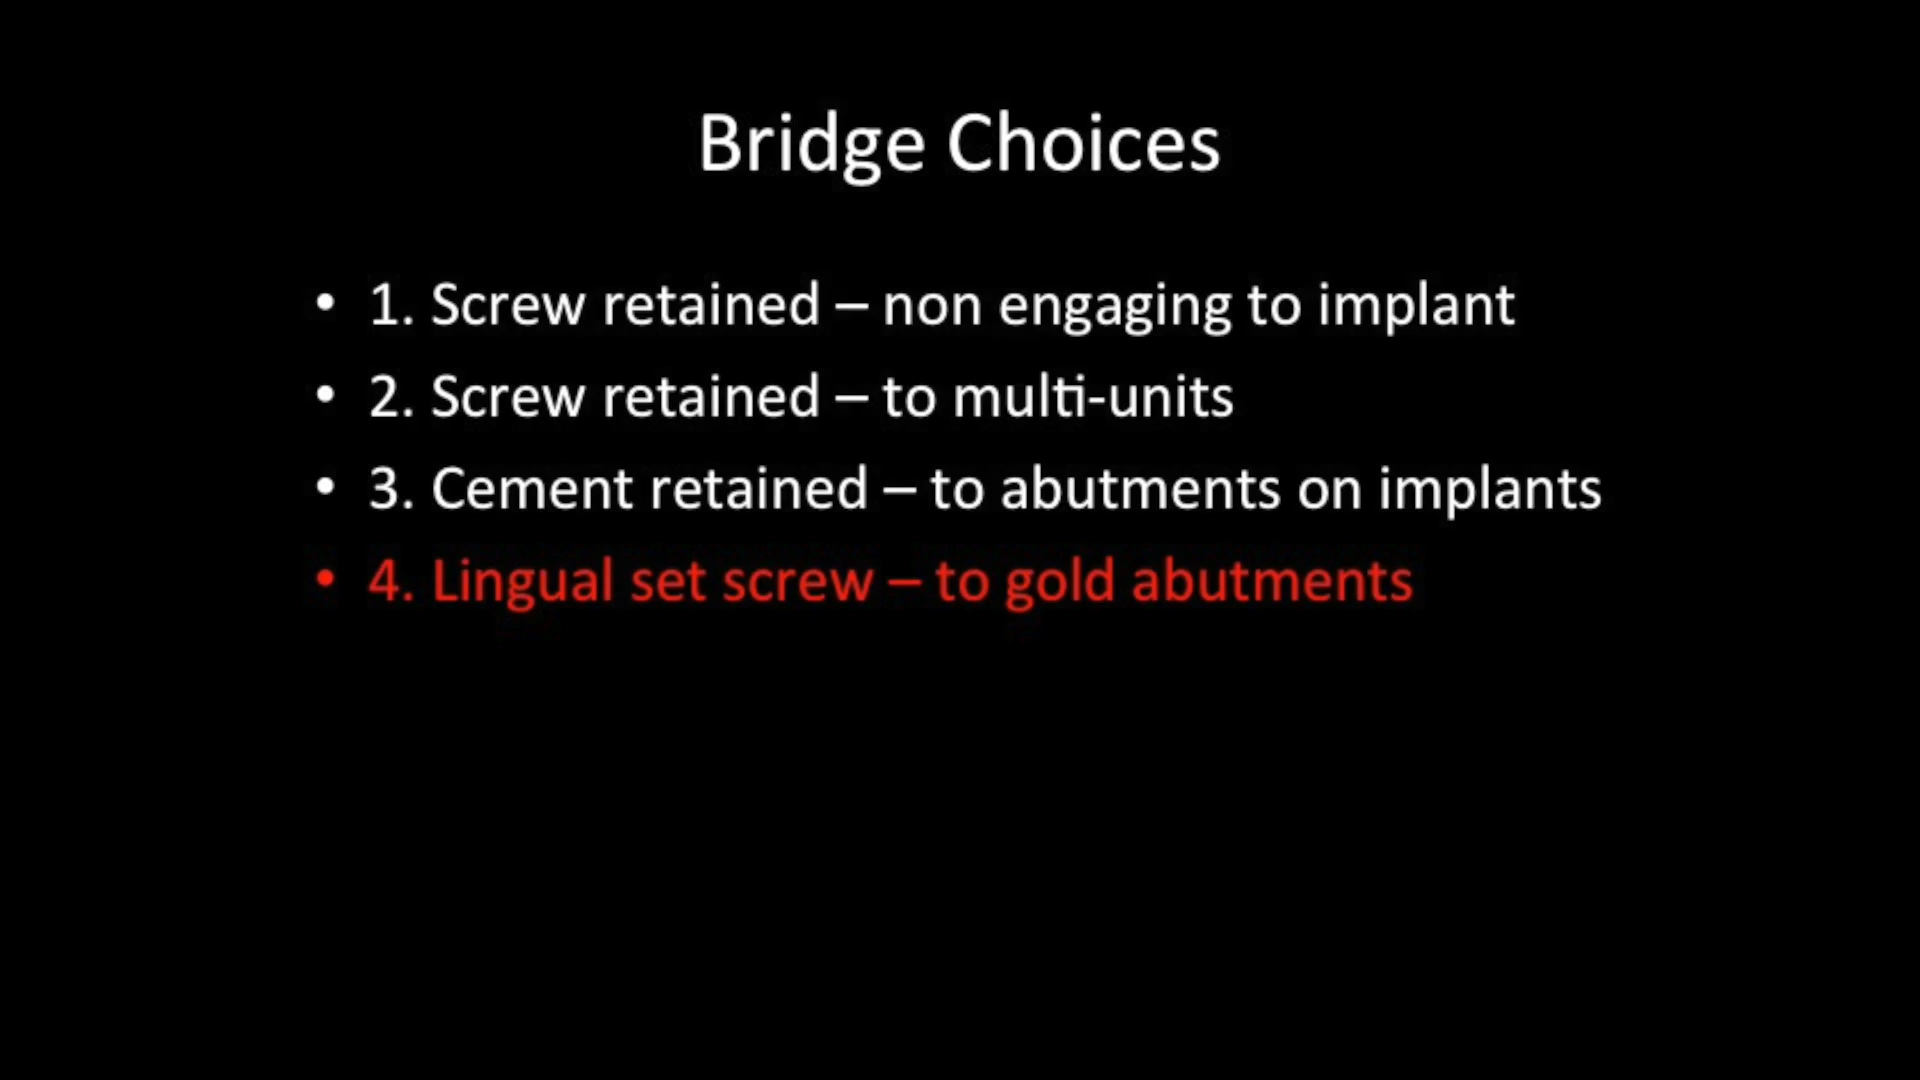 Bridge Choices
• 1. Screw retained – non engaging to implant
• 2. Screw retained – to multi-units
• 3. Cement retained – to abutments on implants
• 4. Lingual set screw – to gold abutments